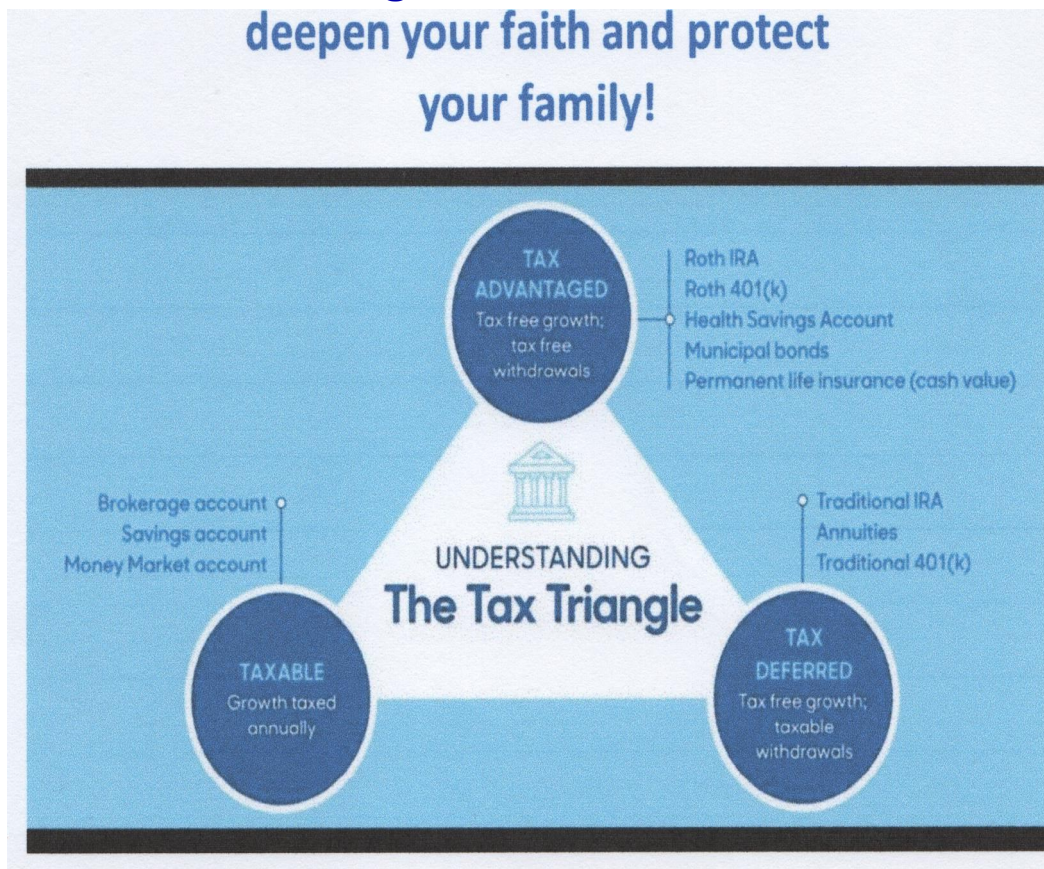 deepen your faith and protect
your family!
TAX
ADVANTAGED
Tax free growth;
tax free
withdrawals
Roth IRA
Roth 401(k)
Health Savings Account
Municipal bonds
Permanent life insurance (cash value)
Brokerage account
Savings account
Money Market account
Traditional IRA
Annuities
Traditional 401(k)
UNDERSTANDING
The Tax Triangle
TAXABLE
Growth taxed
annually
TAX
DEFERRED
Tax free growth;
taxable
withdrawals